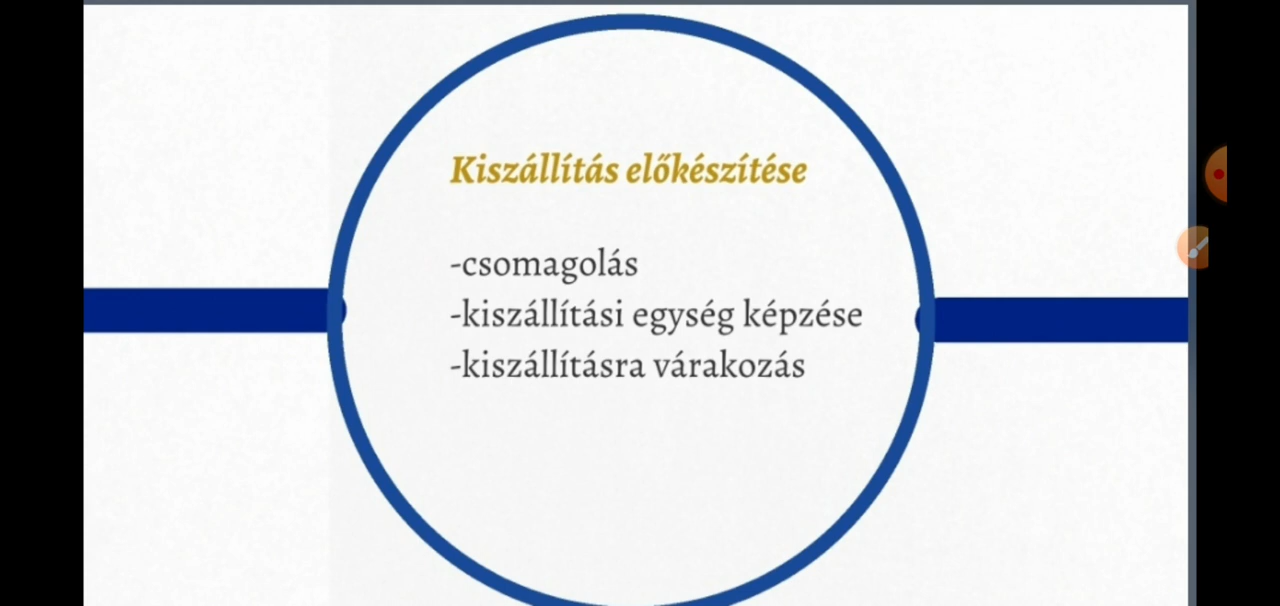 Kiszállítás előkészítése
-csomagolás
-kiszállítási egység képzése
-kiszállításra várakozás